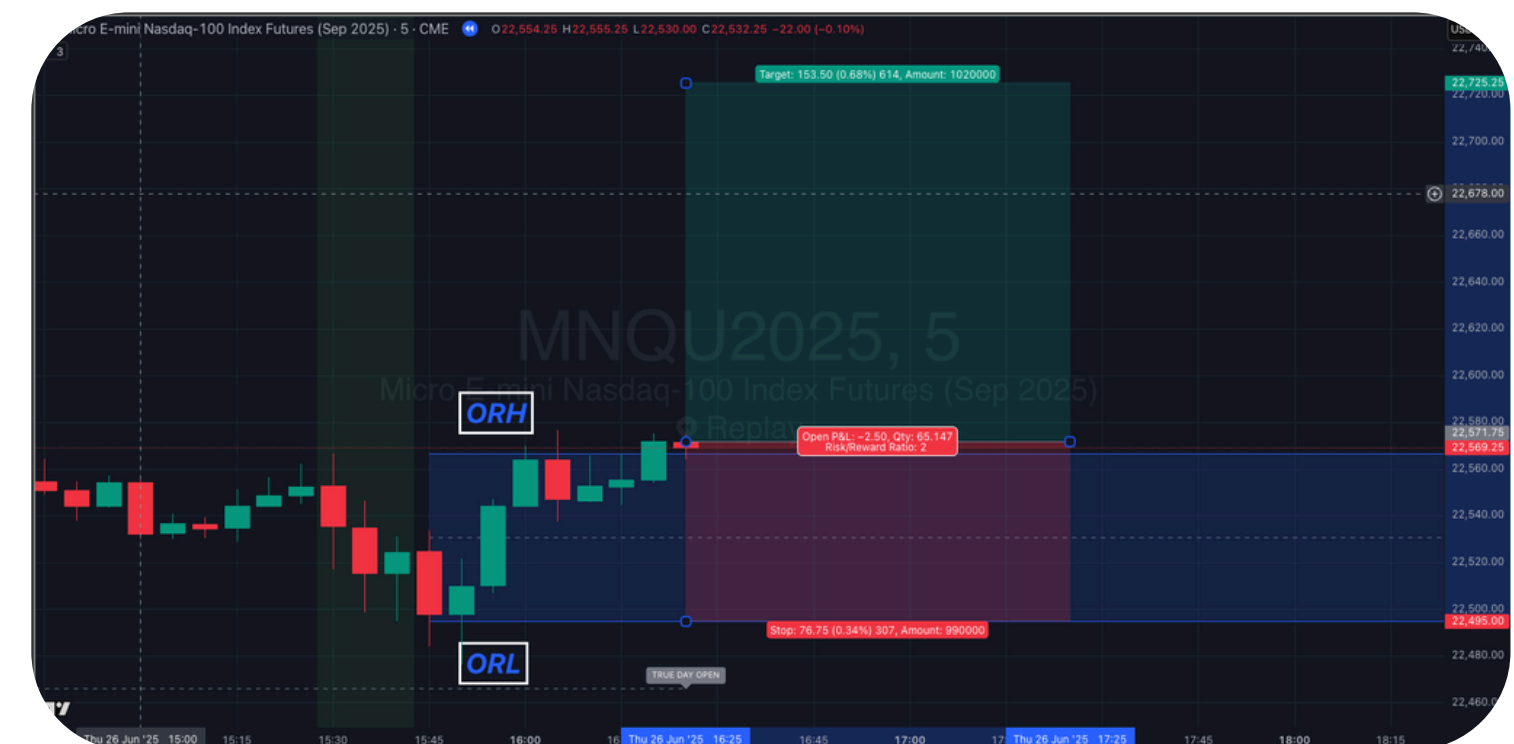 cro E-mini Nasdaq-100 Index Futures (Sep 2025) · 5 · CME O22,554.25 H22,555.25 L22,530.00 C22,532.25 −22.00 (−0.10%)
3
Target: 153.50 (0.68%) 614, Amount: 1020000
22,740
22,725.25
22,720.00
22,700.00
22,678.00
22,660.00
22,640.00
22,620.00
22,600.00
22,580.00
22,571.75
22,569.25
22,560.00
22,540.00
22,520.00
22,500.00
22,495.00
22,480.00
22,460.
MNQU2025, 5
Micro E-mini Nasdaq-100 Index Futures (Sep 2025)
Replay
ORH
Open P&L: −2.50, Qty: 65.147
Risk/Reward Ratio: 2
Stop: 76.75 (0.34%) 307, Amount: 990000
ORL
TRUE DAY OPEN
Thu 26 Jun '25 15:00
15:15
15:30
15:45
16:00
Thu 26 Jun '25 16:25
16:45
17:00
Thu 26 Jun '25 17:25
17:45
18:00
18:15